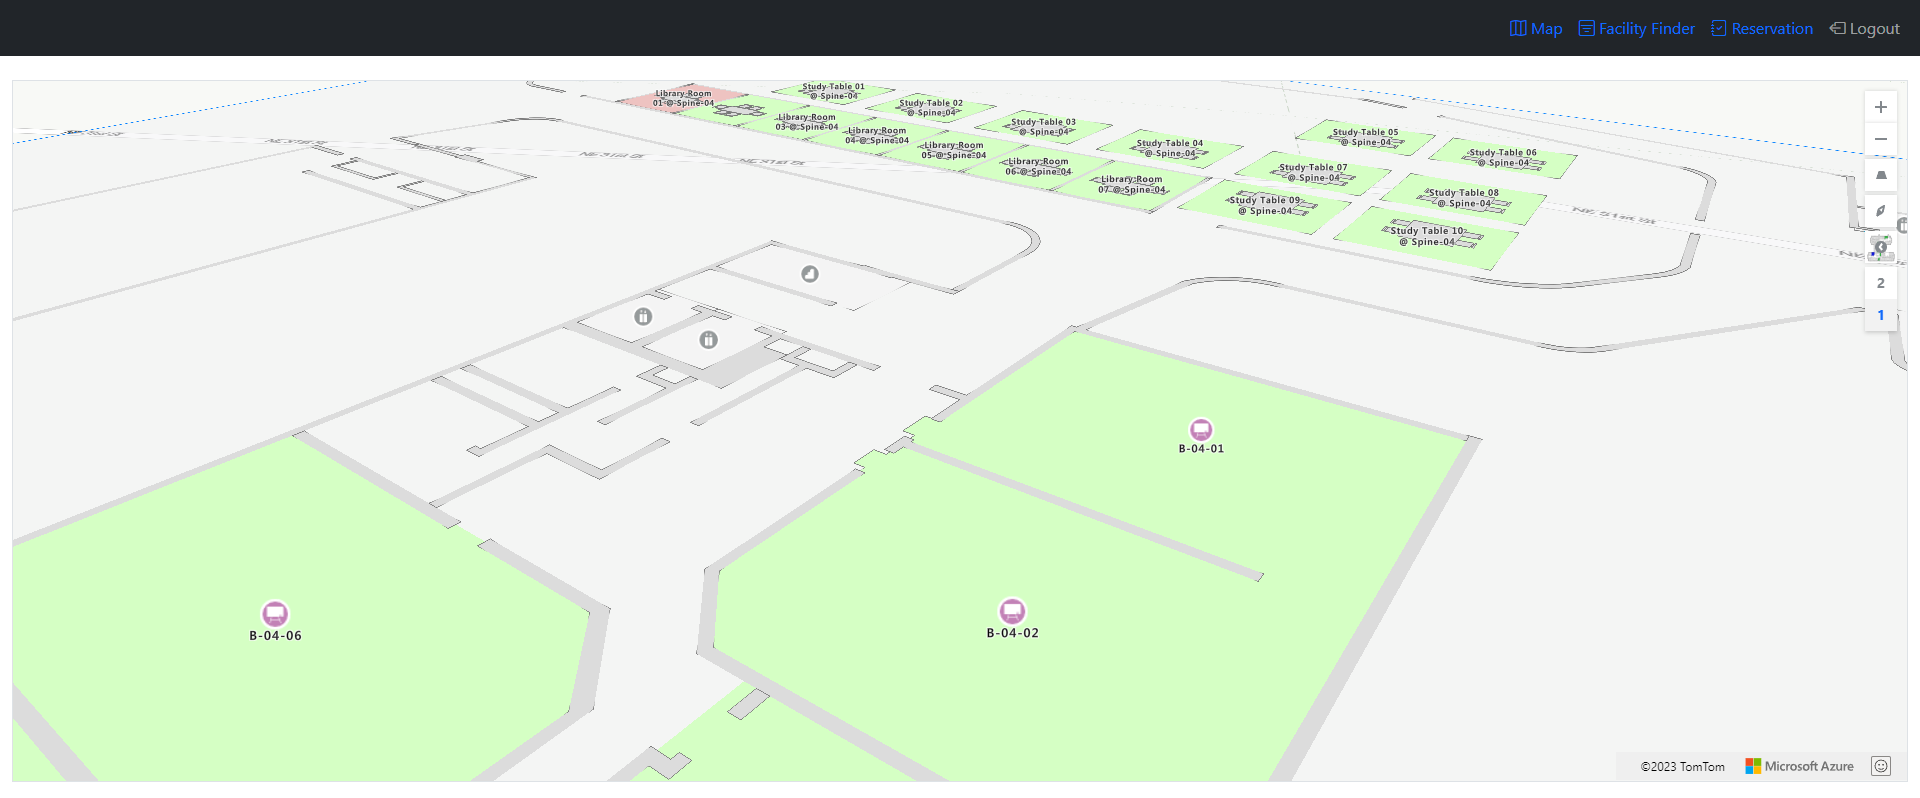 Map
Facility Finder
Reservation
Logout
Library Room
01 @ Spine-04
Study Table 01
@ Spine-04
Study Table 02
@ Spine-04
Library Room
03 @ Spine-04
Study Table 03
@ Spine-04
Library Room
04 @ Spine-04
Study Table 04
@ Spine-04
Study Table 05
@ Spine-04
Library Room
05 @ Spine-04
Study Table 06
@ Spine-04
Library Room
06 @ Spine-04
Study Table 07
@ Spine-04
Library Room
07 @ Spine-04
Study Table 08
@ Spine-04
Study Table 09
@ Spine-04
Study Table 10
@ Spine-04
2
1
B-04-01
B-04-06
B-04-02
©2023 TomTom
Microsoft Azure